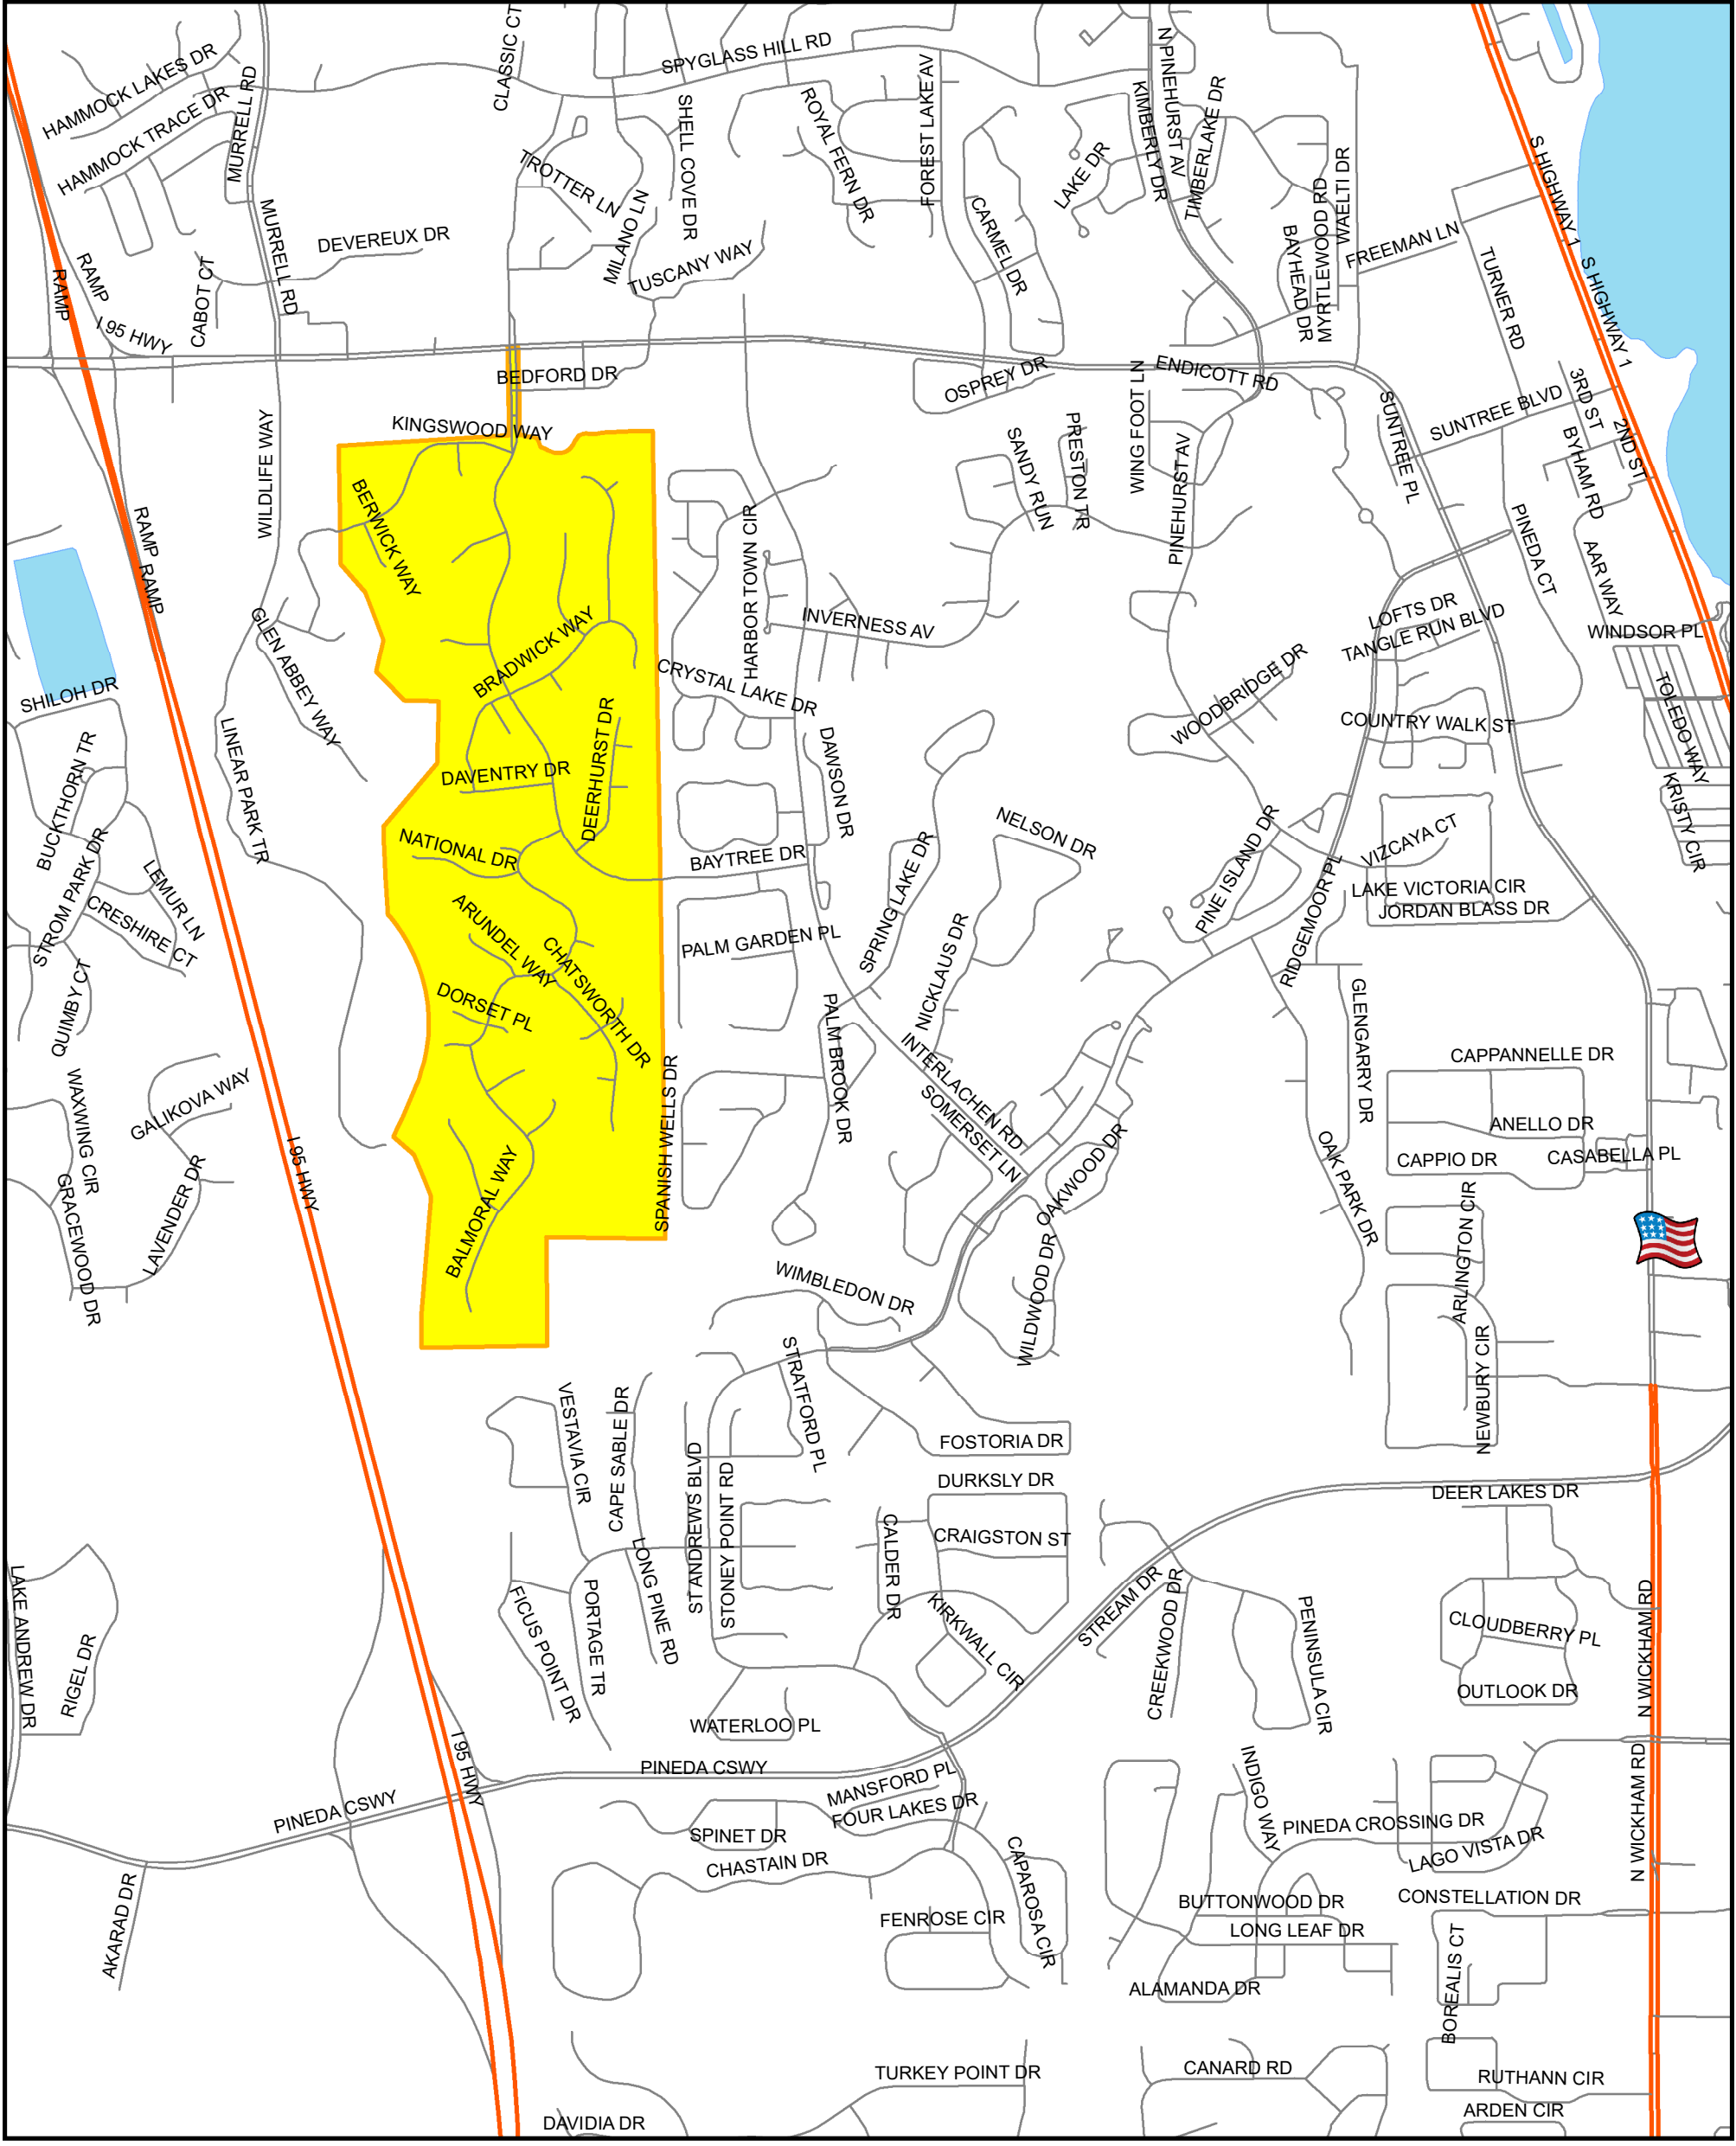 HAMMOCK LAKES DR
HAMMOCK TRACE DR
MURRELL RD
CLASSIC CT
SPYGLASS HILL RD
SHELL COVE DR
ROYAL FERN DR
FOREST LAKE AV
N PINEHURST AV
KIMBERLY DR
TIMBERLAKE DR
LAKE DR
S HIGHWAY 1
TROTTER LN
MILANO LN
CARMEL DR
WAELTI DR
MYRTLEWOOD RD
BAYHEAD DR
FREEMAN LN
TURNER RD
S HIGHWAY 1
MURRELL RD
DEVEREUX DR
TUSCANY WAY
RAMP
RAMP
CABOT CT
I 95 HWY
BEDFORD DR
OSPREY DR
WING FOOT LN
ENDICOTT RD
SUNTREE PL
SUNTREE BLVD
3RD ST
2ND ST
BYHAM RD
KINGSWOOD WAY
WILDLIFE WAY
BERWICK WAY
SANDY RUN
PRESTON TR
PINEHURST AV
RAMP
RAMP
HARBOR TOWN CIR
PINEDA CT
AAR WAY
GLEN ABBEY WAY
BRADWICK WAY
INVERNESS AV
LOFTS DR
TANGLE RUN BLVD
WINDSOR PL
CRYSTAL LAKE DR
WOODBRIDGE DR
TOLEDO WAY
SHILOH DR
COUNTRY WALK ST
LINEAR PARK TR
DEERHURST DR
DAWSON DR
DAVENTRY DR
KRISTY CIR
BUCKTHORN TR
NATIONAL DR
BAYTREE DR
NELSON DR
SPRING LAKE DR
PINE ISLAND DR
VIZCAYA CT
STROM PARK DR
LEMUR LN
RIDGEMOOR PL
LAKE VICTORIA CIR
JORDAN BLASS DR
CRESHIRE CT
ARUNDEL WAY
CHATSWORTH DR
PALM GARDEN PL
NICKLAUS DR
QUIMBY CT
DORSET PL
PALM BROOK DR
GLENGARRY DR
INTERLACHEN RD
SOMERSET LN
CAPPANNELLE DR
WAXWING CIR
GALIKOVA WAY
SPANISH WELLS DR
OAKWOOD DR
ANELLO DR
CAPPIO DR
CASABELLA PL
I 95 HWY
OAK PARK DR
GRACEWOOD DR
LAVENDER DR
BALMORAL WAY
ARLINGTON CIR
WIMBLEDON DR
WILDWOOD DR
NEWBURY CIR
STRATFORD PL
VESTAVIA CIR
CAPE SABLE DR
ST ANDREWS BLVD
STONEY POINT RD
FOSTORIA DR
DURKSLY DR
DEER LAKES DR
CALDER DR
CRAIGSTON ST
LONG PINE RD
LAKE ANDREW DR
RIGEL DR
FICUS POINT DR
PORTAGE TR
KIRKWALL CIR
STREAM DR
CREEKWOOD DR
PENINSULA CIR
CLOUDBERRY PL
N WICKHAM RD
OUTLOOK DR
WATERLOO PL
I 95 HWY
PINEDA CSWY
PINEDA CSWY
MANSFORD PL
FOUR LAKES DR
SPINET DR
INDIGO WAY
PINEDA CROSSING DR
LAGO VISTA DR
N WICKHAM RD
CHASTAIN DR
CAPAROSA CIR
AKARAD DR
FENROSE CIR
BUTTONWOOD DR
CONSTELLATION DR
LONG LEAF DR
BOREALIS CT
ALAMANDA DR
TURKEY POINT DR
CANARD RD
RUTHANN CIR
DAVIDIA DR
ARDEN CIR